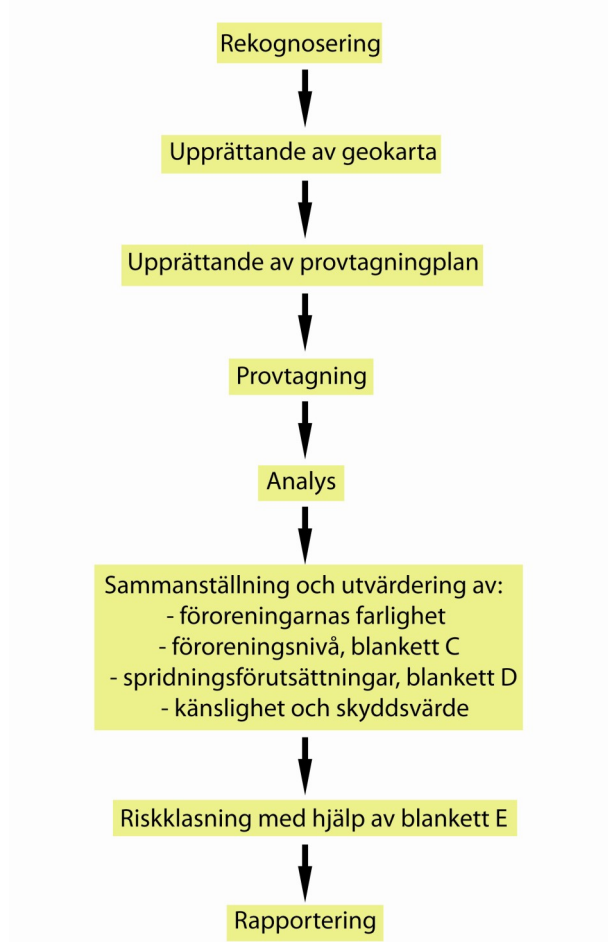 Rekognosering
Upprättande av geokarta
Upprättande av provtagningplan
Provtagning
Analys
Sammanställning och utvärdering av:
- föroreningarnas farlighet
- föroreningsnivå, blankett C
- spridningsförutsättningar, blankett D
- känslighet och skyddsvärde
Riskklasning med hjälp av blankett E
Rapportering